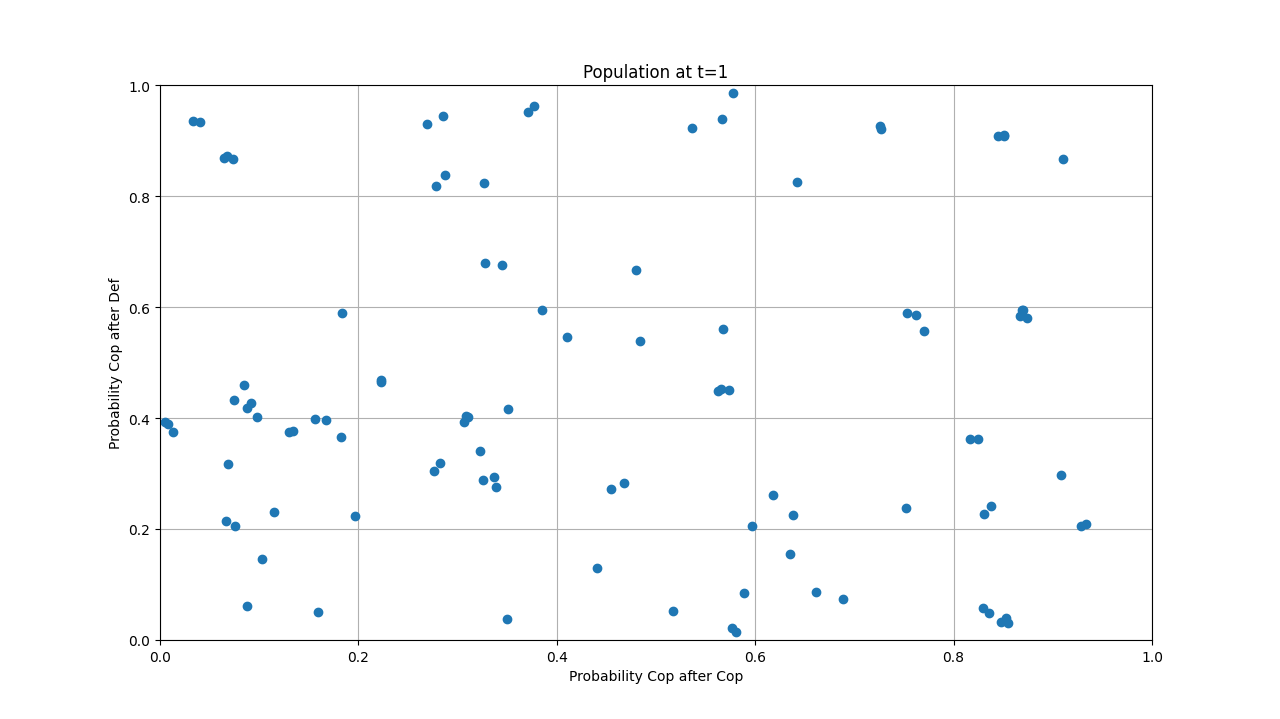 Population at t=1
1.0
0.8
0.6
0.4
0.2
0.0
Probability Cop after Def
0.0 0.2 0.4 0.6 0.8 1.0
Probability Cop after Cop